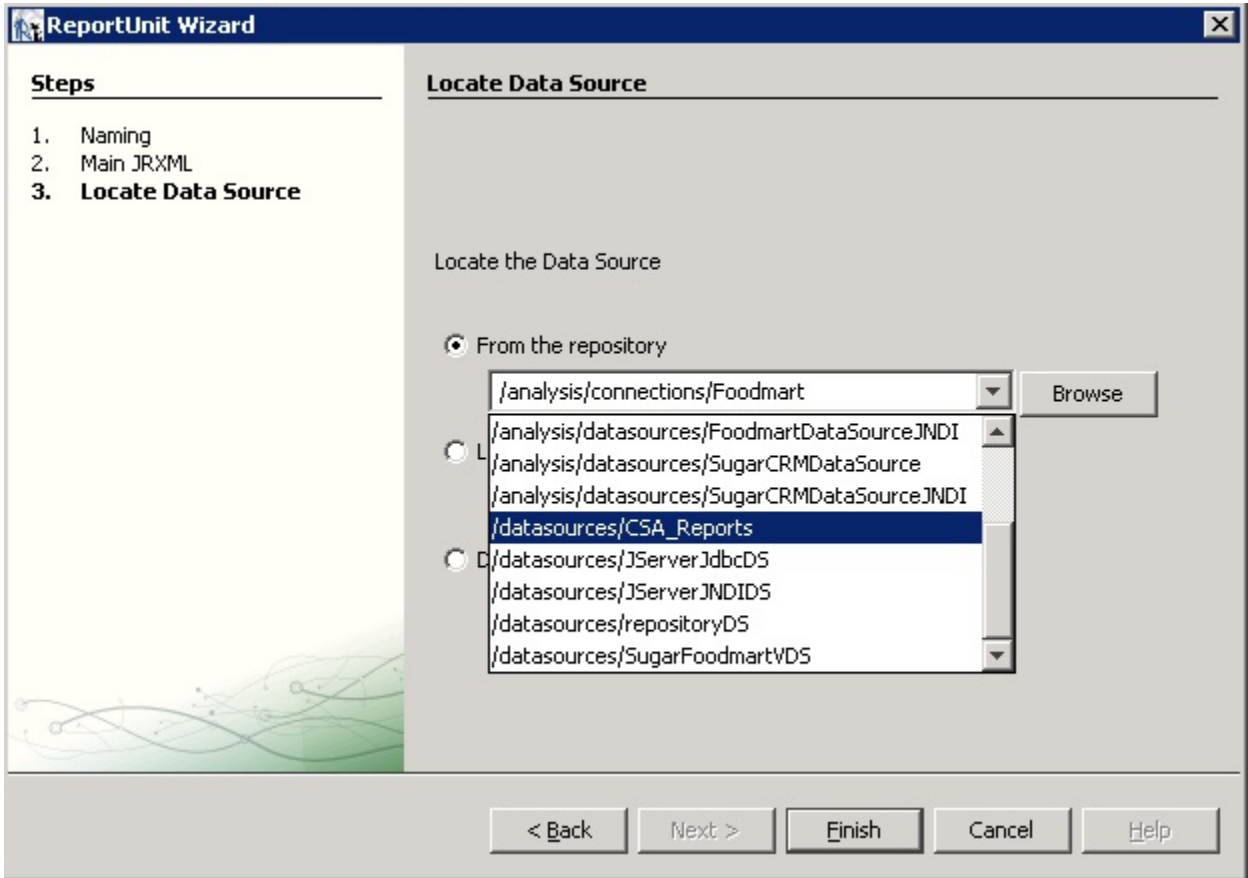 ReportUnit Wizard
Steps
1. Naming
2. Main JRXML
3. Locate Data Source
Locate Data Source
Locate the Data Source
From the repository
/analysis/connections/Foodmart
Browse
/analysis/datasources/FoodmartDataSourceJNDI
L
/analysis/datasources/SugarCRMDataSource
/analysis/datasources/SugarCRMDataSourceJNDI
/datasources/CSA_Reports
D
/datasources/JServerJdbcDS
/datasources/JServerJNDIDS
/datasources/repositoryDS
/datasources/SugarFoodmartVDS
< Back
Next >
Finish
Cancel
Help